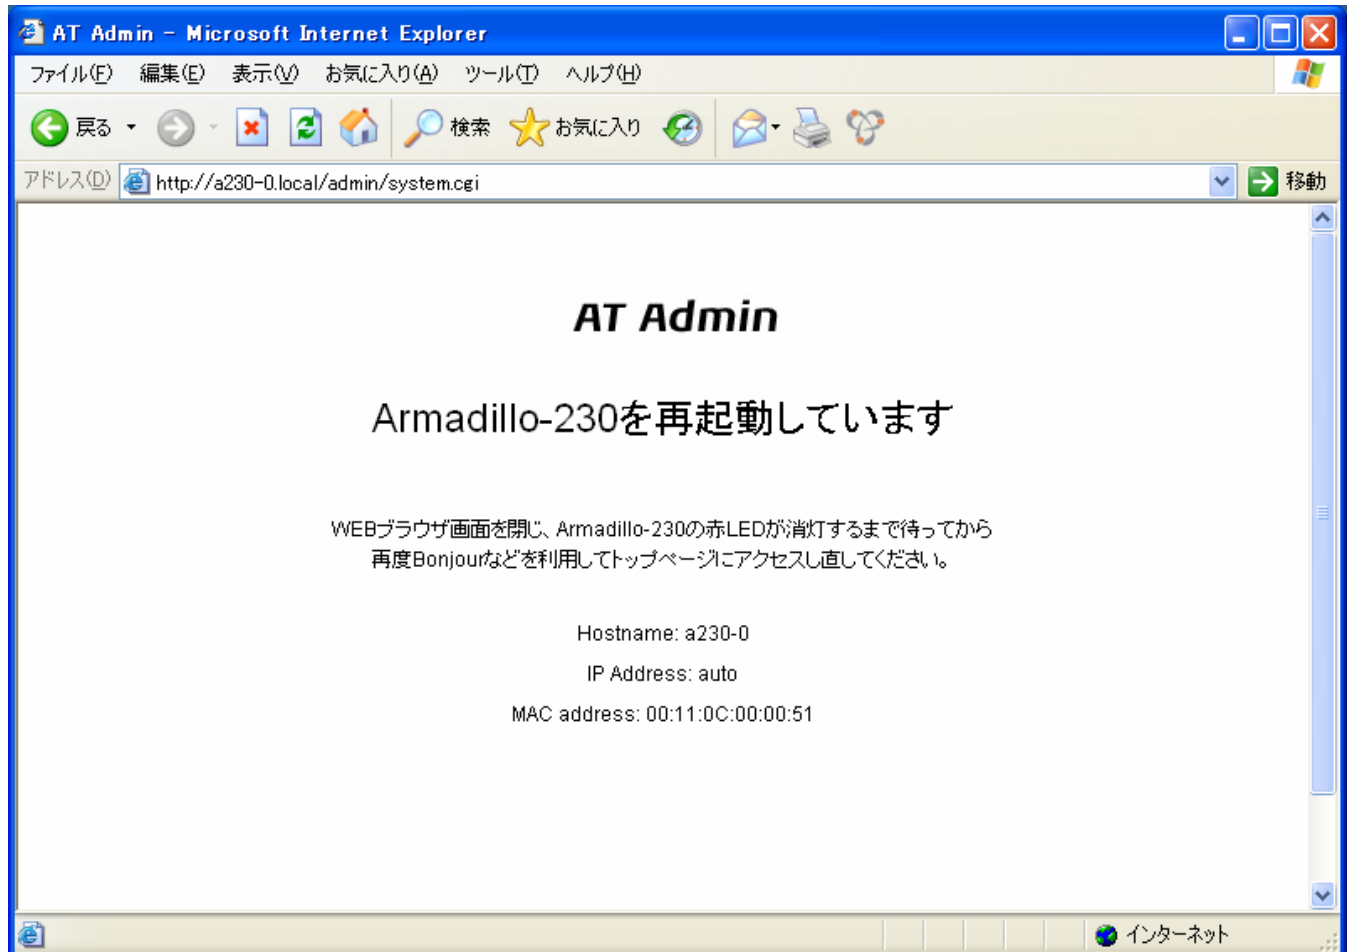 AT Admin - Microsoft Internet Explorer
ファイル(F) 編集(E) 表示(V) お気に入り(A) ツール(T) ヘルプ(H)
戻る 検索 お気に入り
アドレス(D) http://a230-0.local/admin/system.cgi 移動
AT Admin
Armadillo-230を再起動しています
WEBブラウザ画面を閉じ、Armadillo-230の赤LEDが消灯するまで待ってから
再度Bonjourなどを利用してトップページにアクセスし直してください。
Hostname: a230-0
IP Address: auto
MAC address: 00:11:0C:00:00:51
インターネット